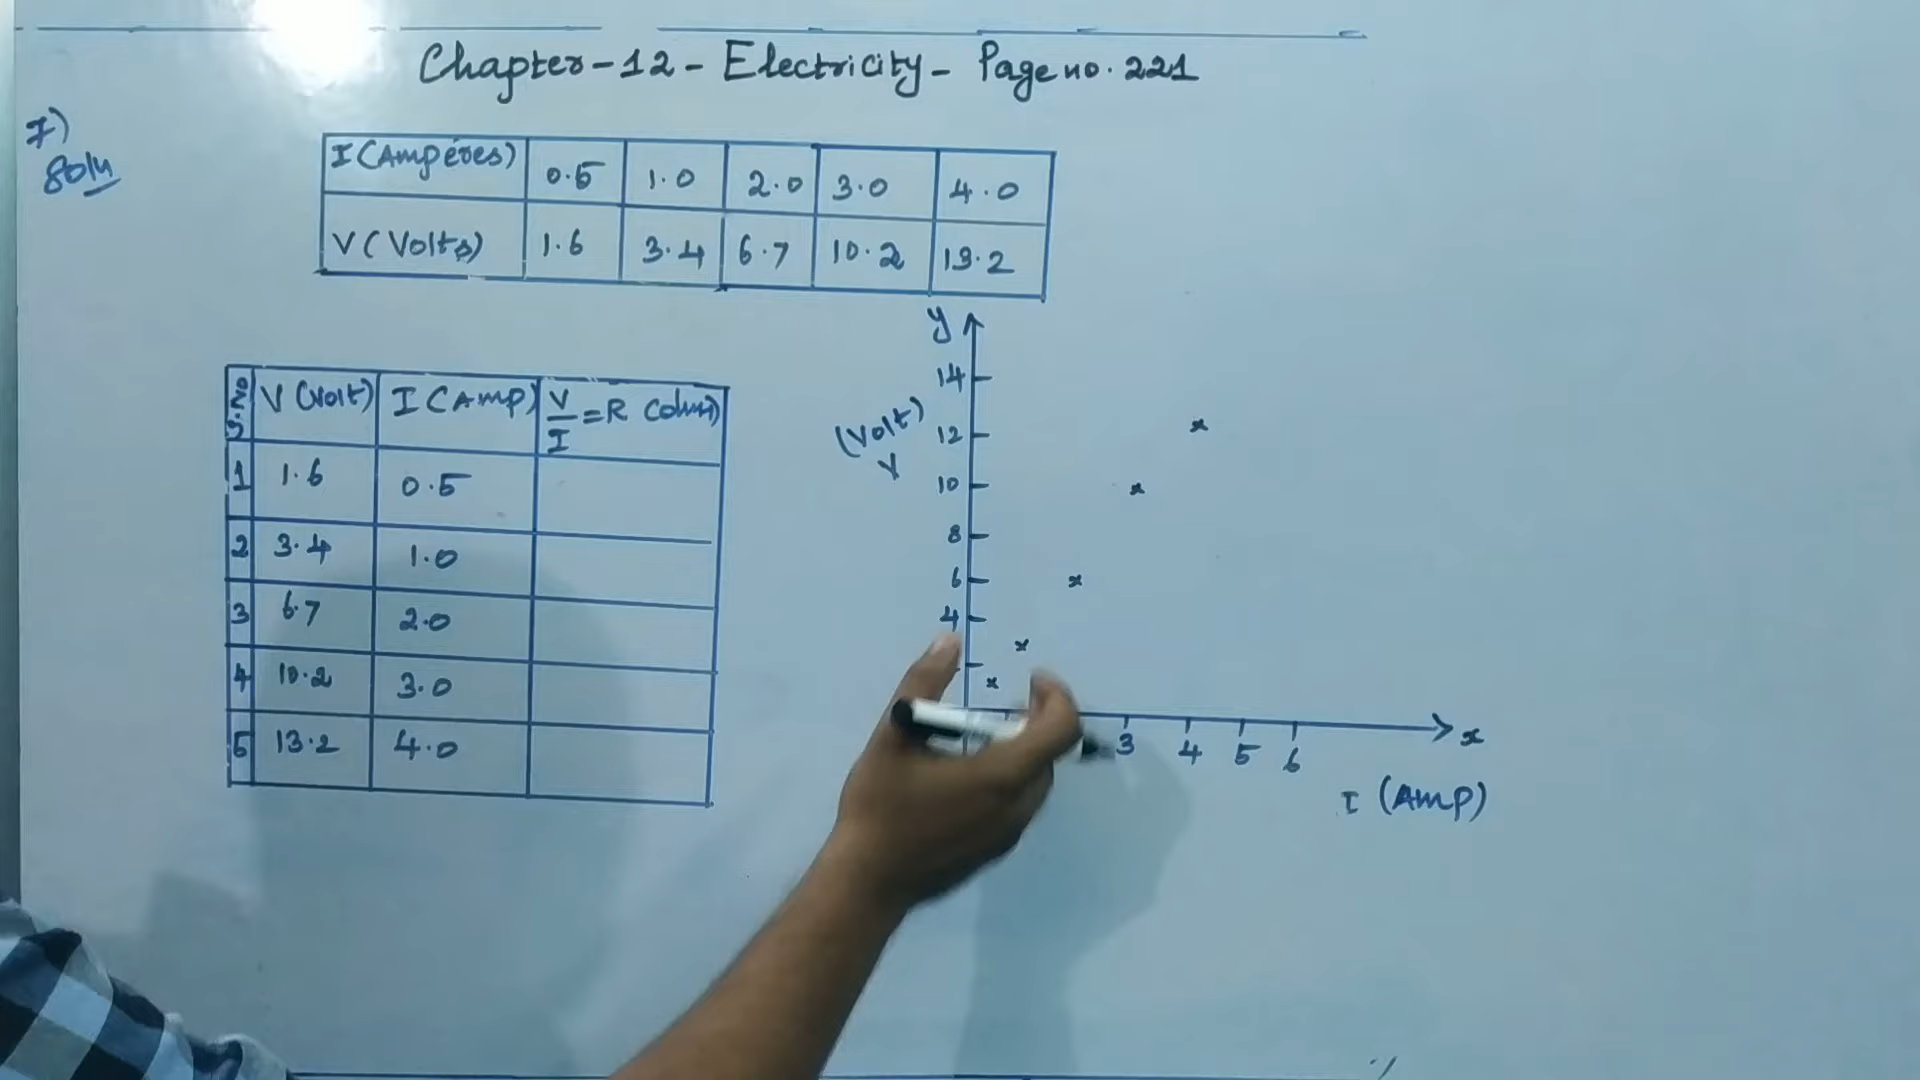 Chapter-12-Electricity- Page no. 221
7)
Soln
I (Amperes) 0.5 1.0 2.0 3.0 4.0
V (Volts) 1.6 3.4 6.7 10.2 13.2
S.No V (Volt) I (Amp) V/I = R (ohm)
1 1.6 0.5
2 3.4 1.0
3 6.7 2.0
4 10.2 3.0
5 13.2 4.0
y
14
(Volt)
V
12
10
8
6
4
3 4 5 6
x
I (Amp)